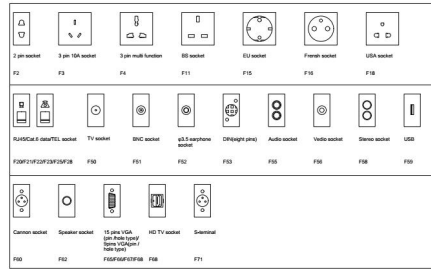 2 pin socket
3 pin 10A socket
3 pin multi function
BS socket
EU socket
Frensh socket
USA socket
F2
F3
F4
F11
F15
F16
F18
RJ45/Cat.6 data/TEL socket
TV socket
BNC socket
φ3.5 earphone
socket
DIN(eight pins)
Audio socket
Vedio socket
Stereo socket
USB
F20/F21/F22/F23/F25/F28
F50
F51
F52
F53
F55
F56
F58
F59
Cannon socket
Speaker socket
15 pins VGA
(pin /hole type)/
9pins VGA(pin /
hole type)
HD TV socket
S-terminal
F60
F62
F65/F66/F67/F68
F68
F71